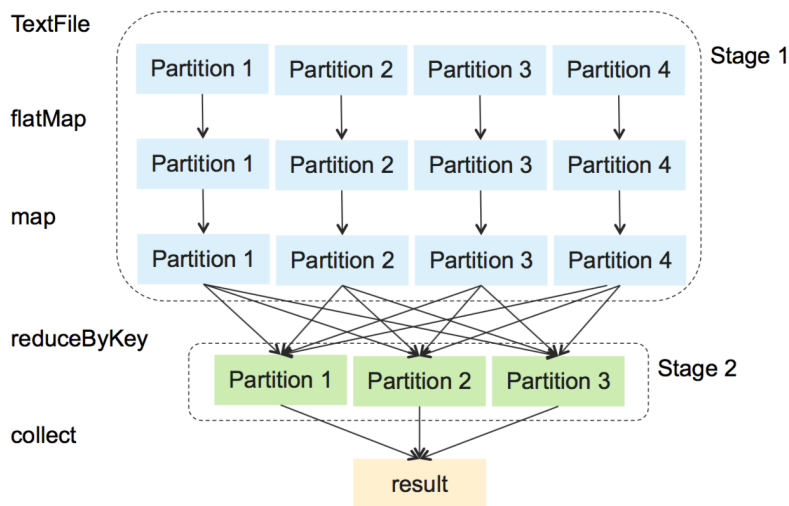 TextFile
Stage 1
Partition 1 Partition 2 Partition 3 Partition 4
flatMap
Partition 1 Partition 2 Partition 3 Partition 4
map
Partition 1 Partition 2 Partition 3 Partition 4
reduceByKey
Stage 2
Partition 1 Partition 2 Partition 3
collect
result